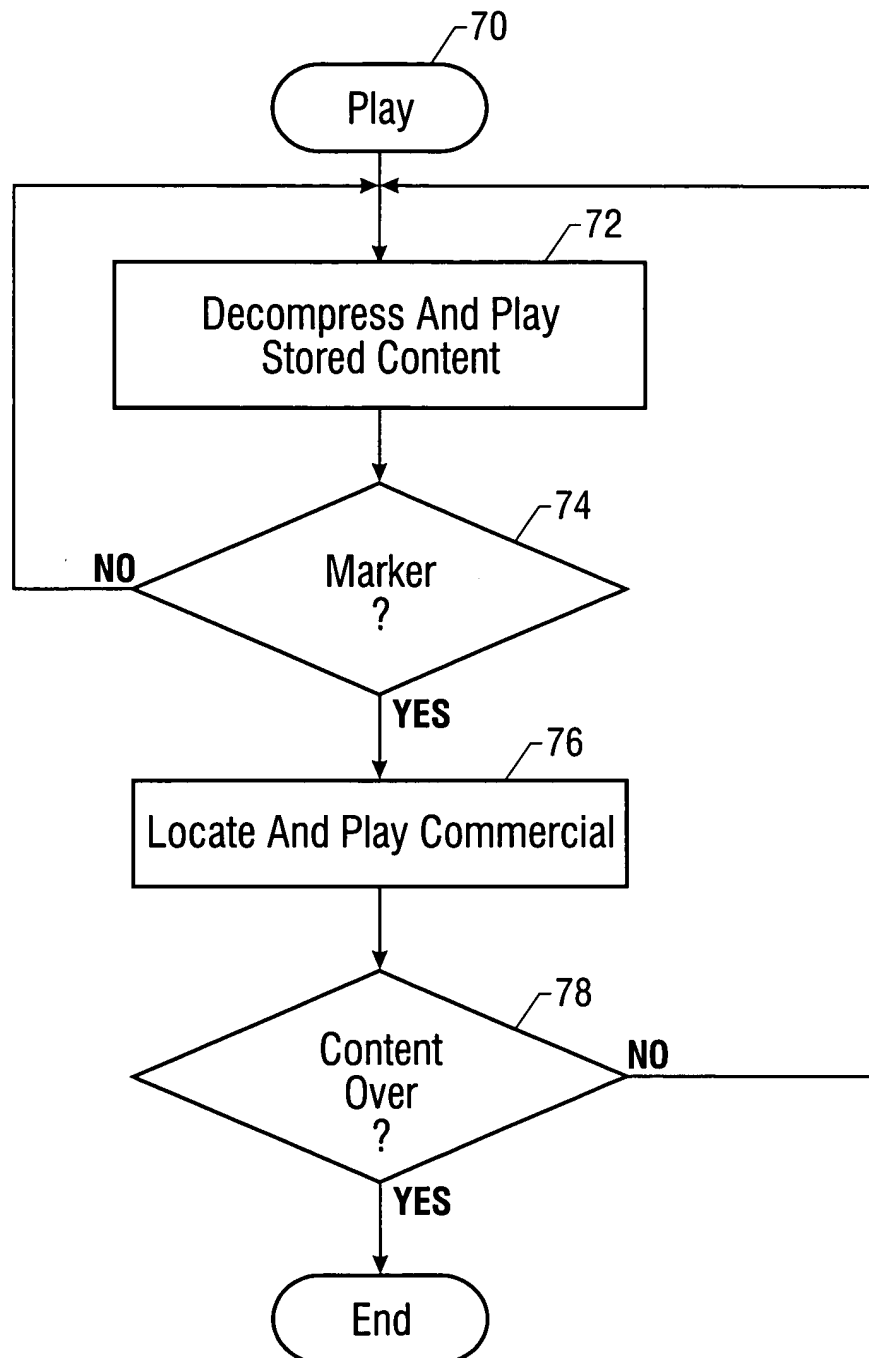 70
Play
72
Decompress And Play
Stored Content
74
Marker
?
NO
YES
76
Locate And Play Commercial
78
Content
Over
?
NO
YES
End